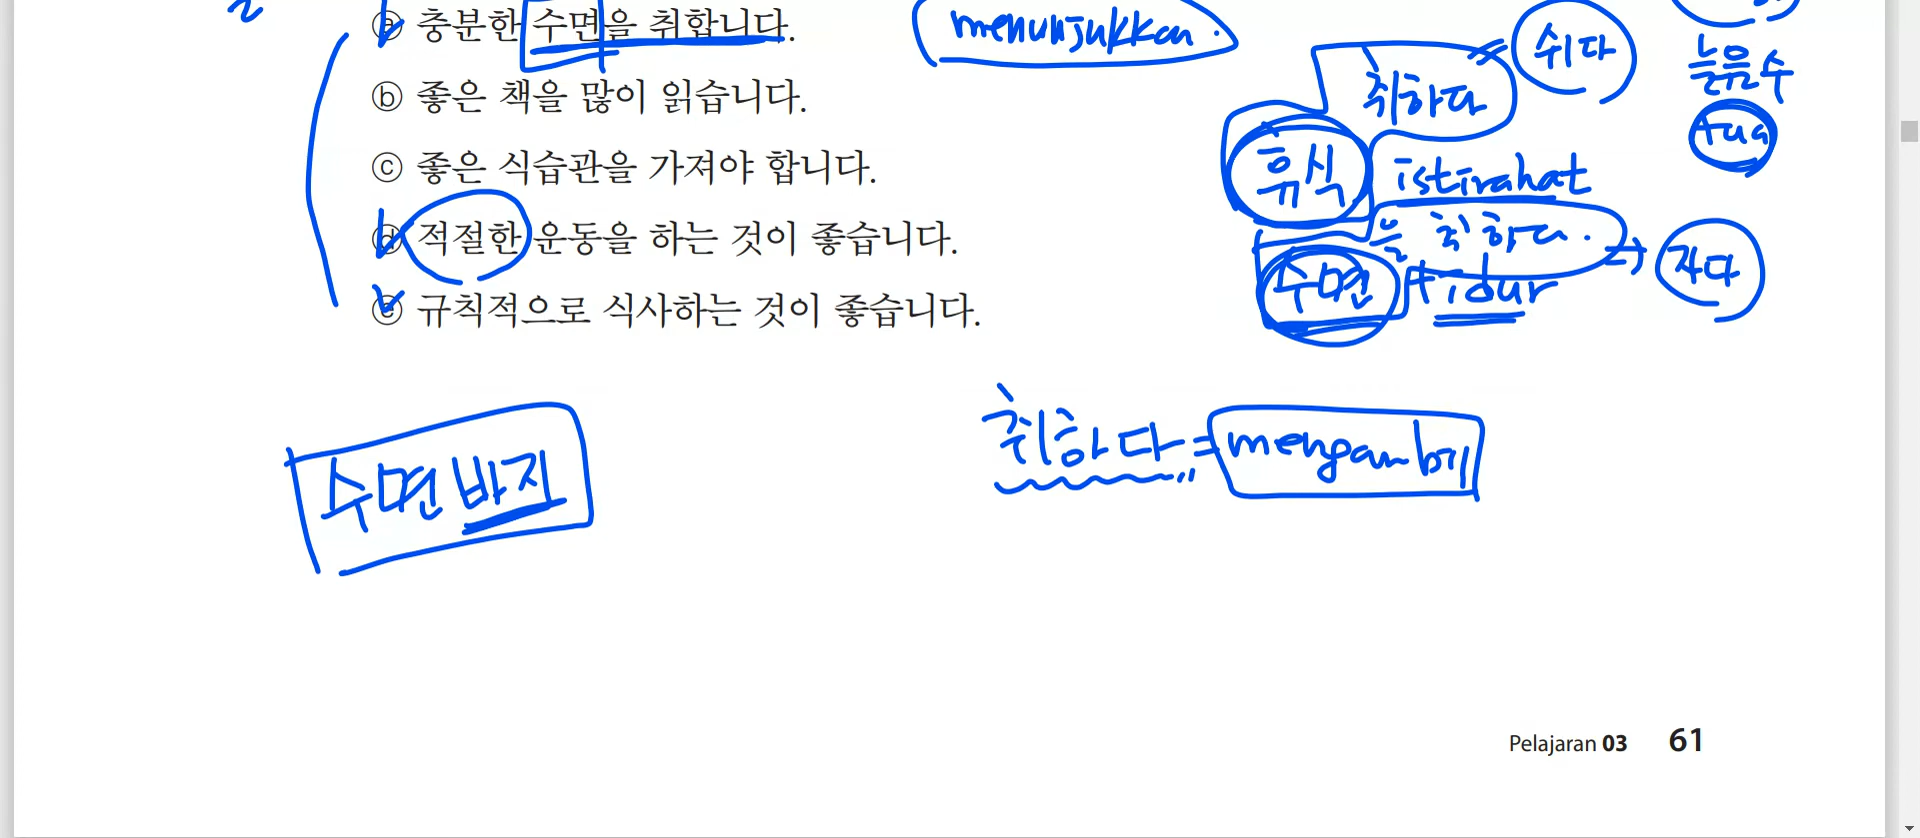 ⓐ 충분한 수면을 취합니다.
menunjukkan.
쉬다
취하다
늙을수
tua
ⓑ 좋은 책을 많이 읽습니다.
ⓒ 좋은 식습관을 가져야 합니다.
휴식 istirahat
ⓓ 적절한 운동을 하는 것이 좋습니다.
을 취하다.
수면 tidur → 자다
ⓔ 규칙적으로 식사하는 것이 좋습니다.
취하다 = mengambil
수면 바지
Pelajaran 03 61